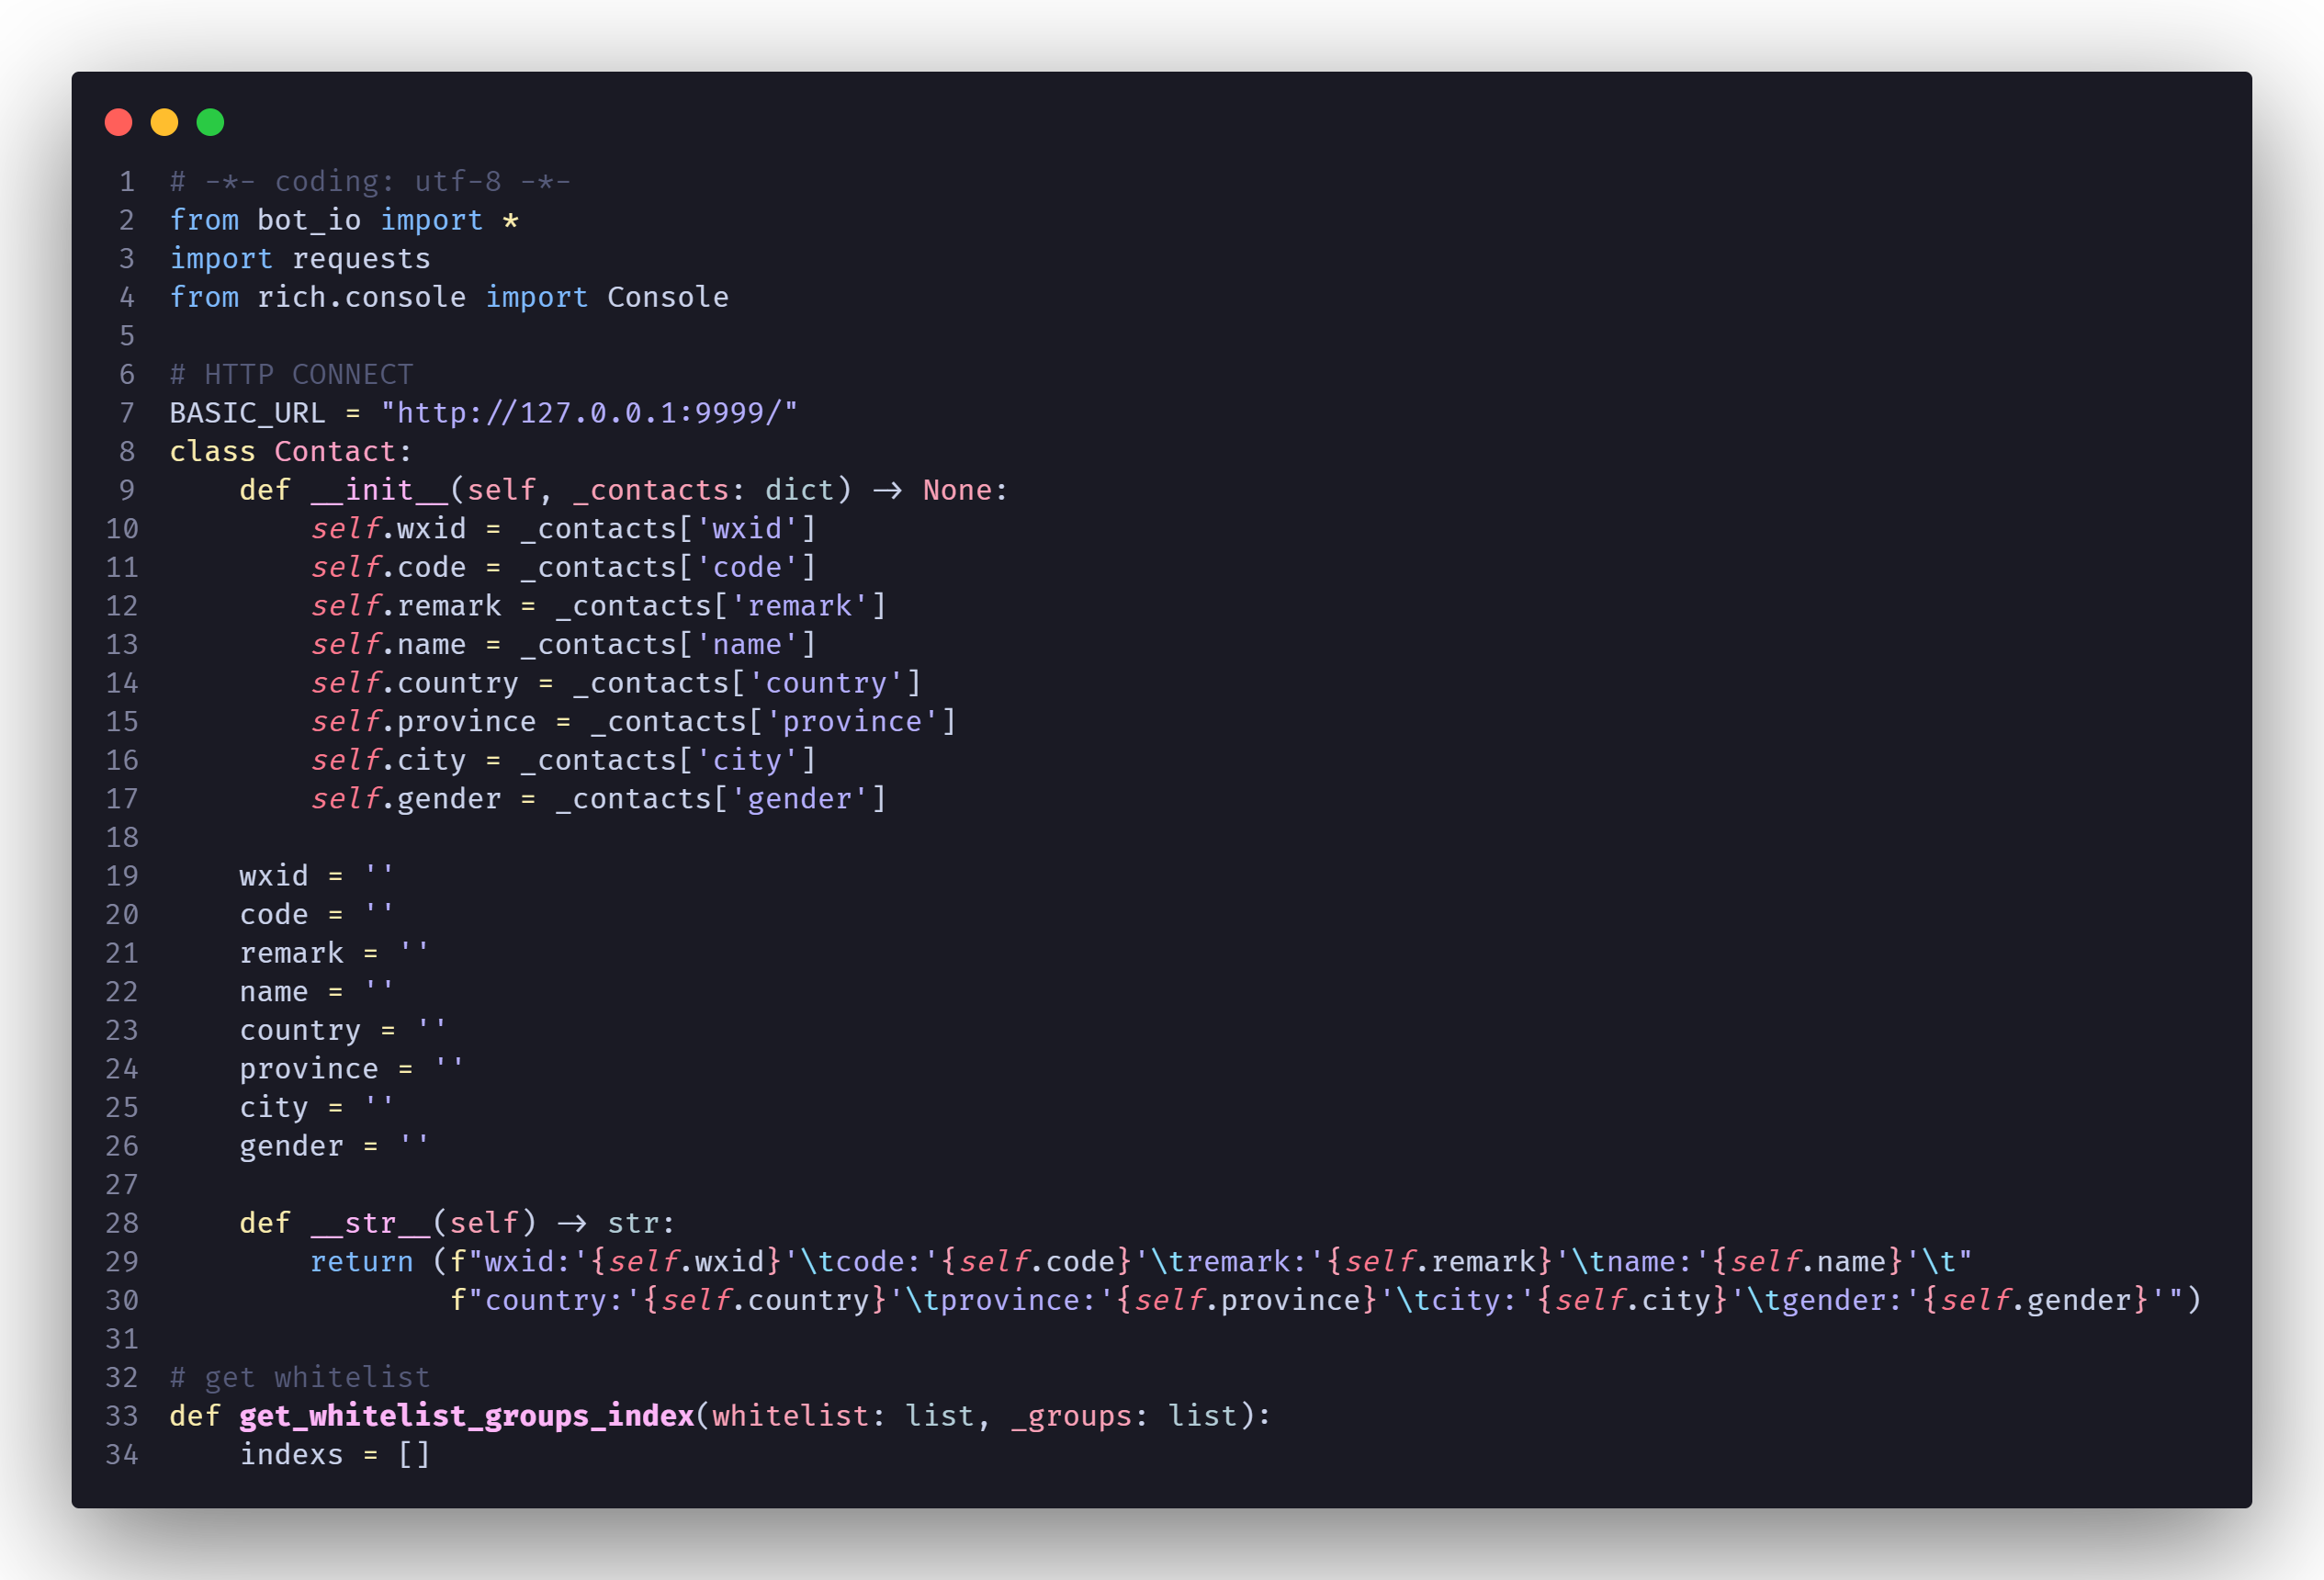 1 # -*- coding: utf-8 -*-
2 from bot_io import *
3 import requests
4 from rich.console import Console
5
6 # HTTP CONNECT
7 BASIC_URL = "http://127.0.0.1:9999/"
8 class Contact:
9     def __init__(self, _contacts: dict) -> None:
10         self.wxid = _contacts['wxid']
11         self.code = _contacts['code']
12         self.remark = _contacts['remark']
13         self.name = _contacts['name']
14         self.country = _contacts['country']
15         self.province = _contacts['province']
16         self.city = _contacts['city']
17         self.gender = _contacts['gender']
18
19     wxid = ''
20     code = ''
21     remark = ''
22     name = ''
23     country = ''
24     province = ''
25     city = ''
26     gender = ''
27
28     def __str__(self) -> str:
29         return (f"wxid:'{self.wxid}'\tcode:'{self.code}'\tremark:'{self.remark}'\tname:'{self.name}'\t"
30                 f"country:'{self.country}'\tprovince:'{self.province}'\tcity:'{self.city}'\tgender:'{self.gender}'")
31
32 # get whitelist
33 def get_whitelist_groups_index(whitelist: list, _groups: list):
34     indexs = []